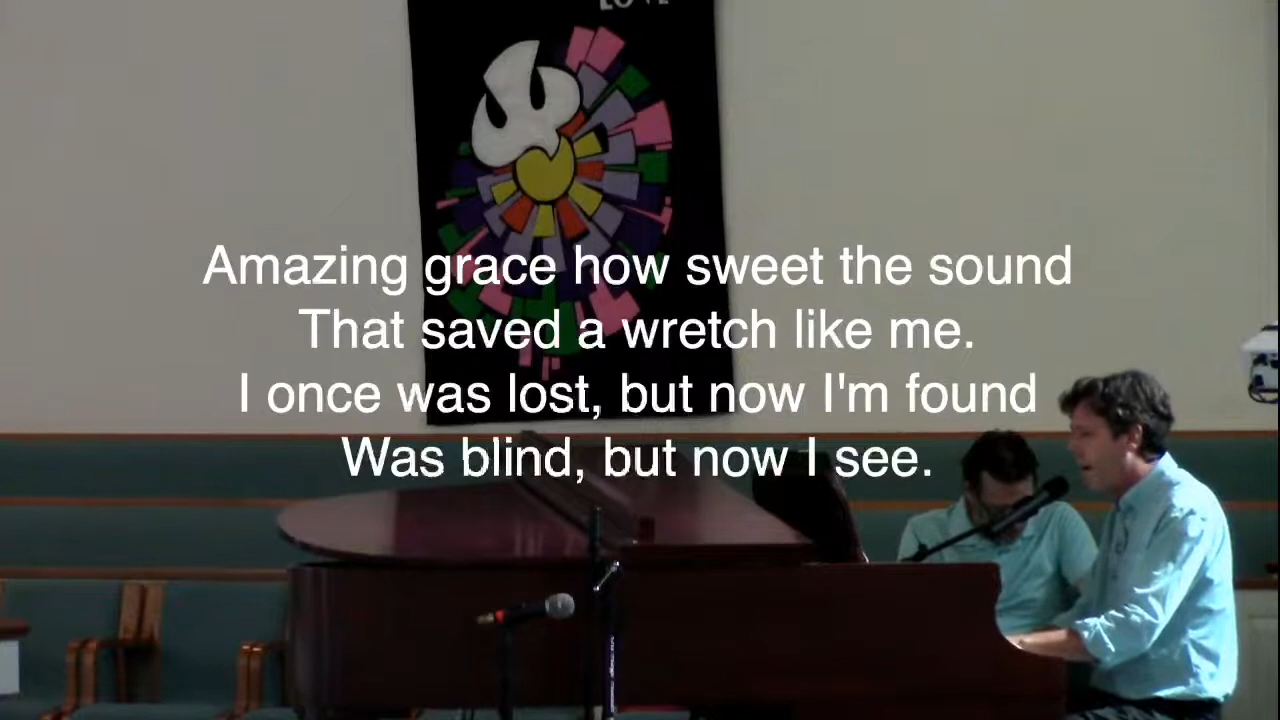 LOVE
Amazing grace how sweet the sound
That saved a wretch like me.
I once was lost, but now I'm found
Was blind, but now I see.